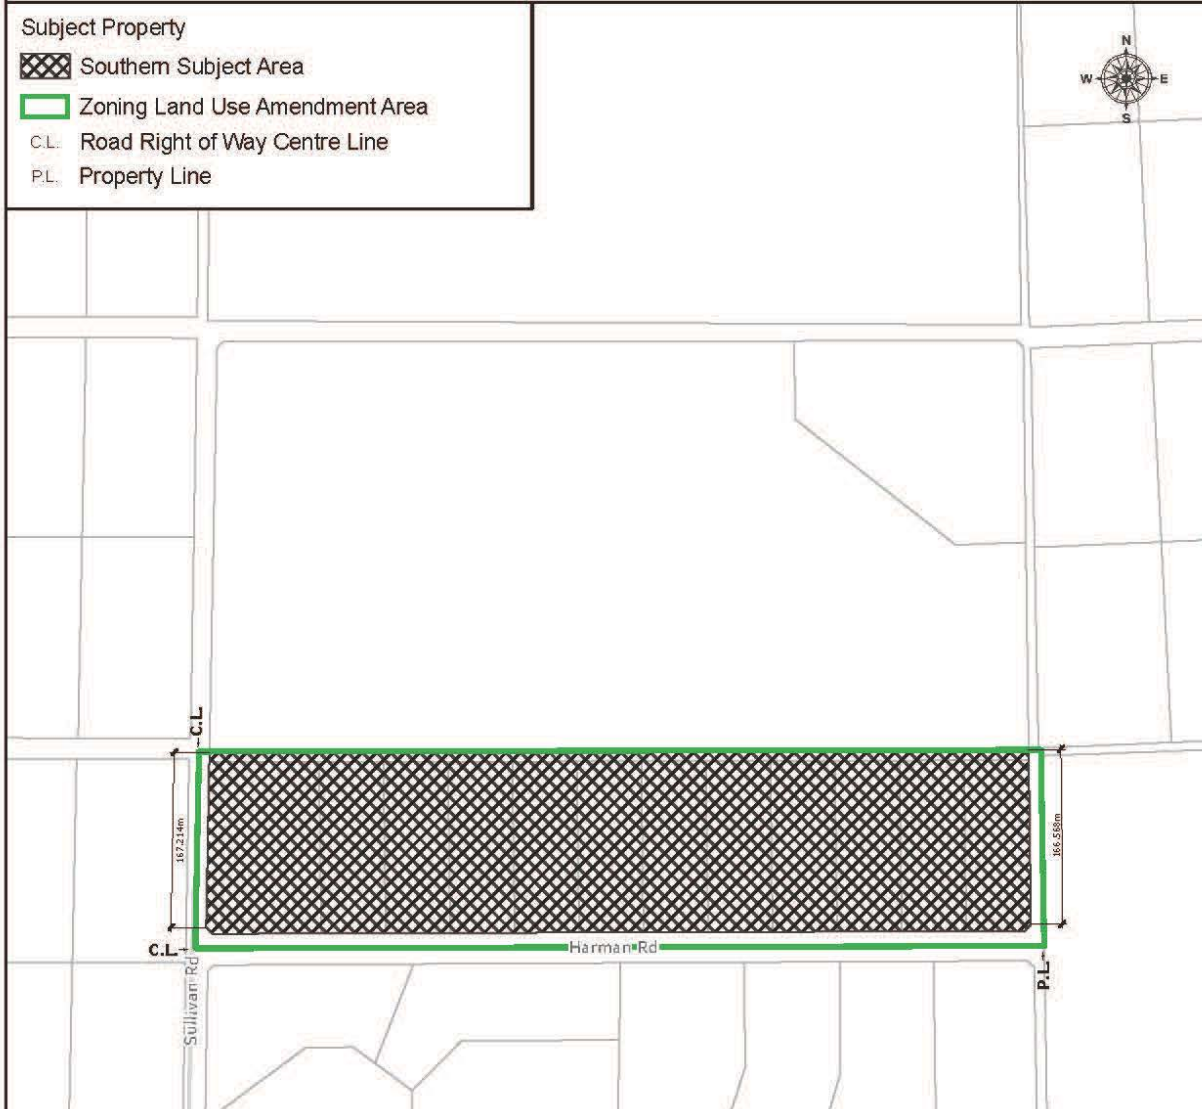 Subject Property
Southern Subject Area
Zoning Land Use Amendment Area
C.L. Road Right of Way Centre Line
P.L. Property Line
N
W E
S
C.L.
167.214m
166.568m
C.L.
Harman Rd
Sullivan Rd
P.L.